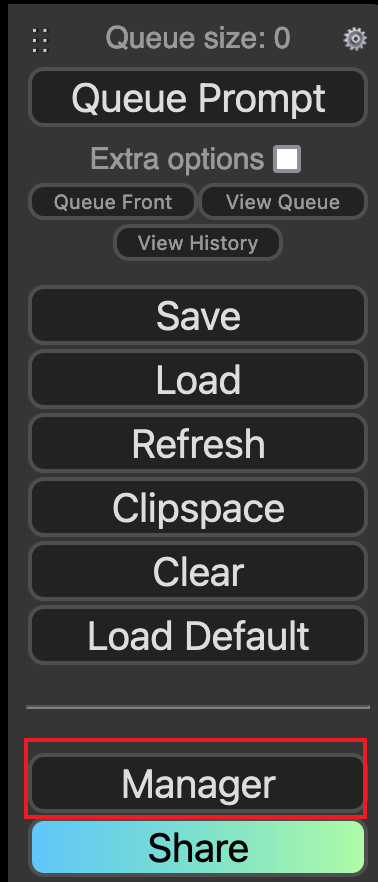 Queue size: 0
Queue Prompt
Extra options
Queue Front View Queue
View History
Save
Load
Refresh
Clipspace
Clear
Load Default
Manager
Share